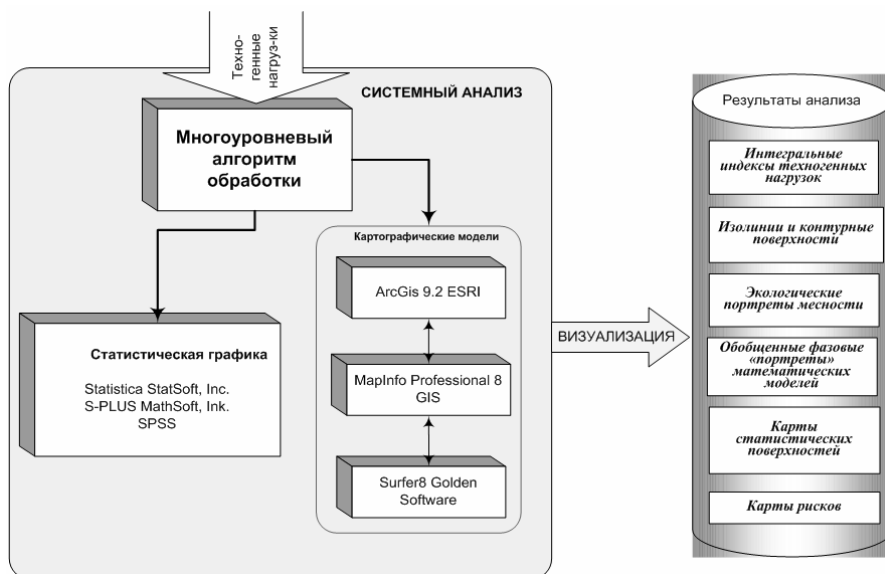 Техно-
генные
нагруз-ки
СИСТЕМНЫЙ АНАЛИЗ
Многоуровневый
алгоритм
обработки
Картографические модели
ArcGis 9.2 ESRI
MapInfo Professional 8
GIS
Surfer8 Golden
Software
Статистическая графика
Statistica StatSoft, Inc.
S-PLUS MathSoft, Ink.
SPSS
ВИЗУАЛИЗАЦИЯ
Результаты анализа
Интегральные
индексы техногенных
нагрузок
Изолинии и контурные
поверхности
Экологические
портреты месности
Обобщенные фазовые
«портреты»
математических
моделей
Карты
статистических
поверхностей
Карты рисков